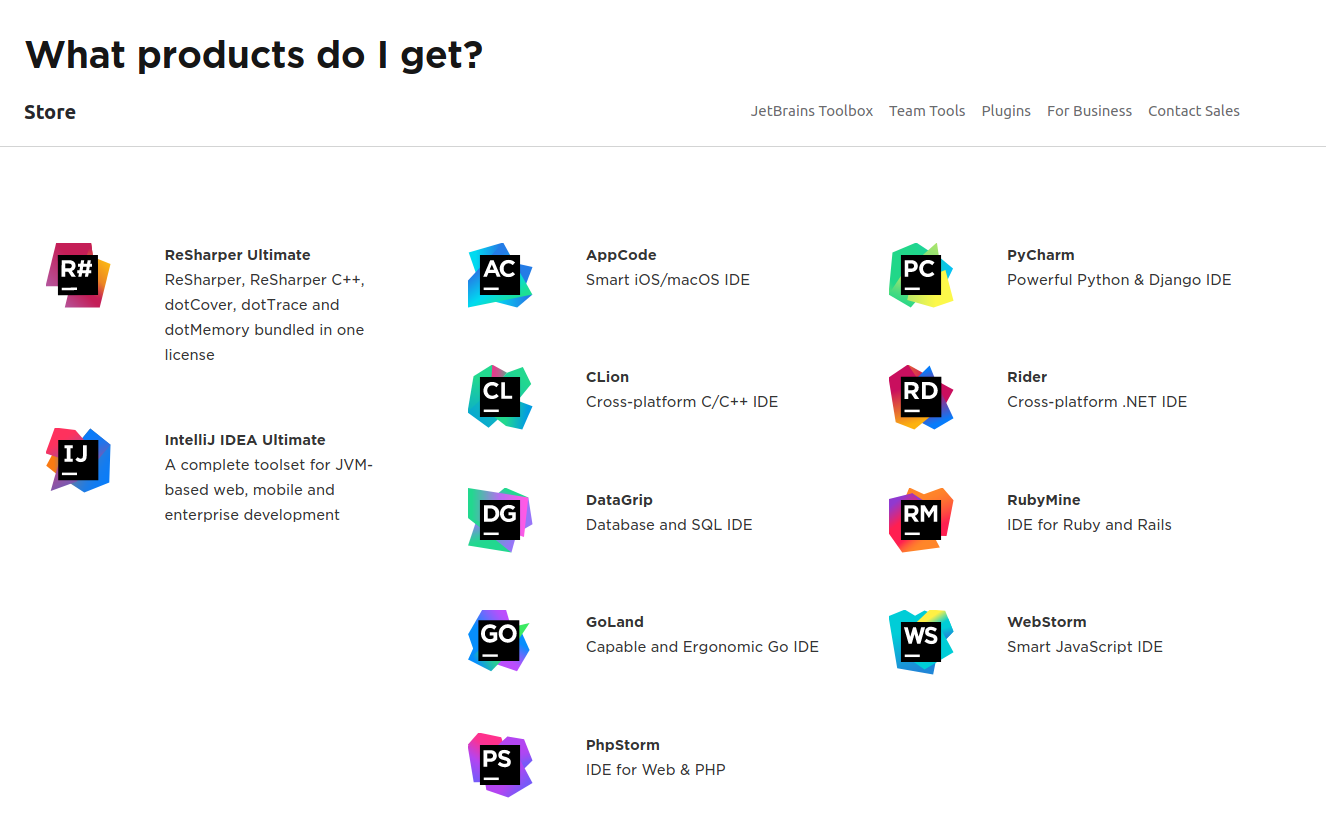 What products do I get?
Store
JetBrains Toolbox Team Tools Plugins For Business Contact Sales
R#
ReSharper Ultimate
ReSharper, ReSharper C++,
dotCover, dotTrace and
dotMemory bundled in one
license
IJ
IntelliJ IDEA Ultimate
A complete toolset for JVM-
based web, mobile and
enterprise development
AC
AppCode
Smart iOS/macOS IDE
CL
CLion
Cross-platform C/C++ IDE
DG
DataGrip
Database and SQL IDE
GO
GoLand
Capable and Ergonomic Go IDE
PS
PhpStorm
IDE for Web & PHP
PC
PyCharm
Powerful Python & Django IDE
RD
Rider
Cross-platform .NET IDE
RM
RubyMine
IDE for Ruby and Rails
WS
WebStorm
Smart JavaScript IDE